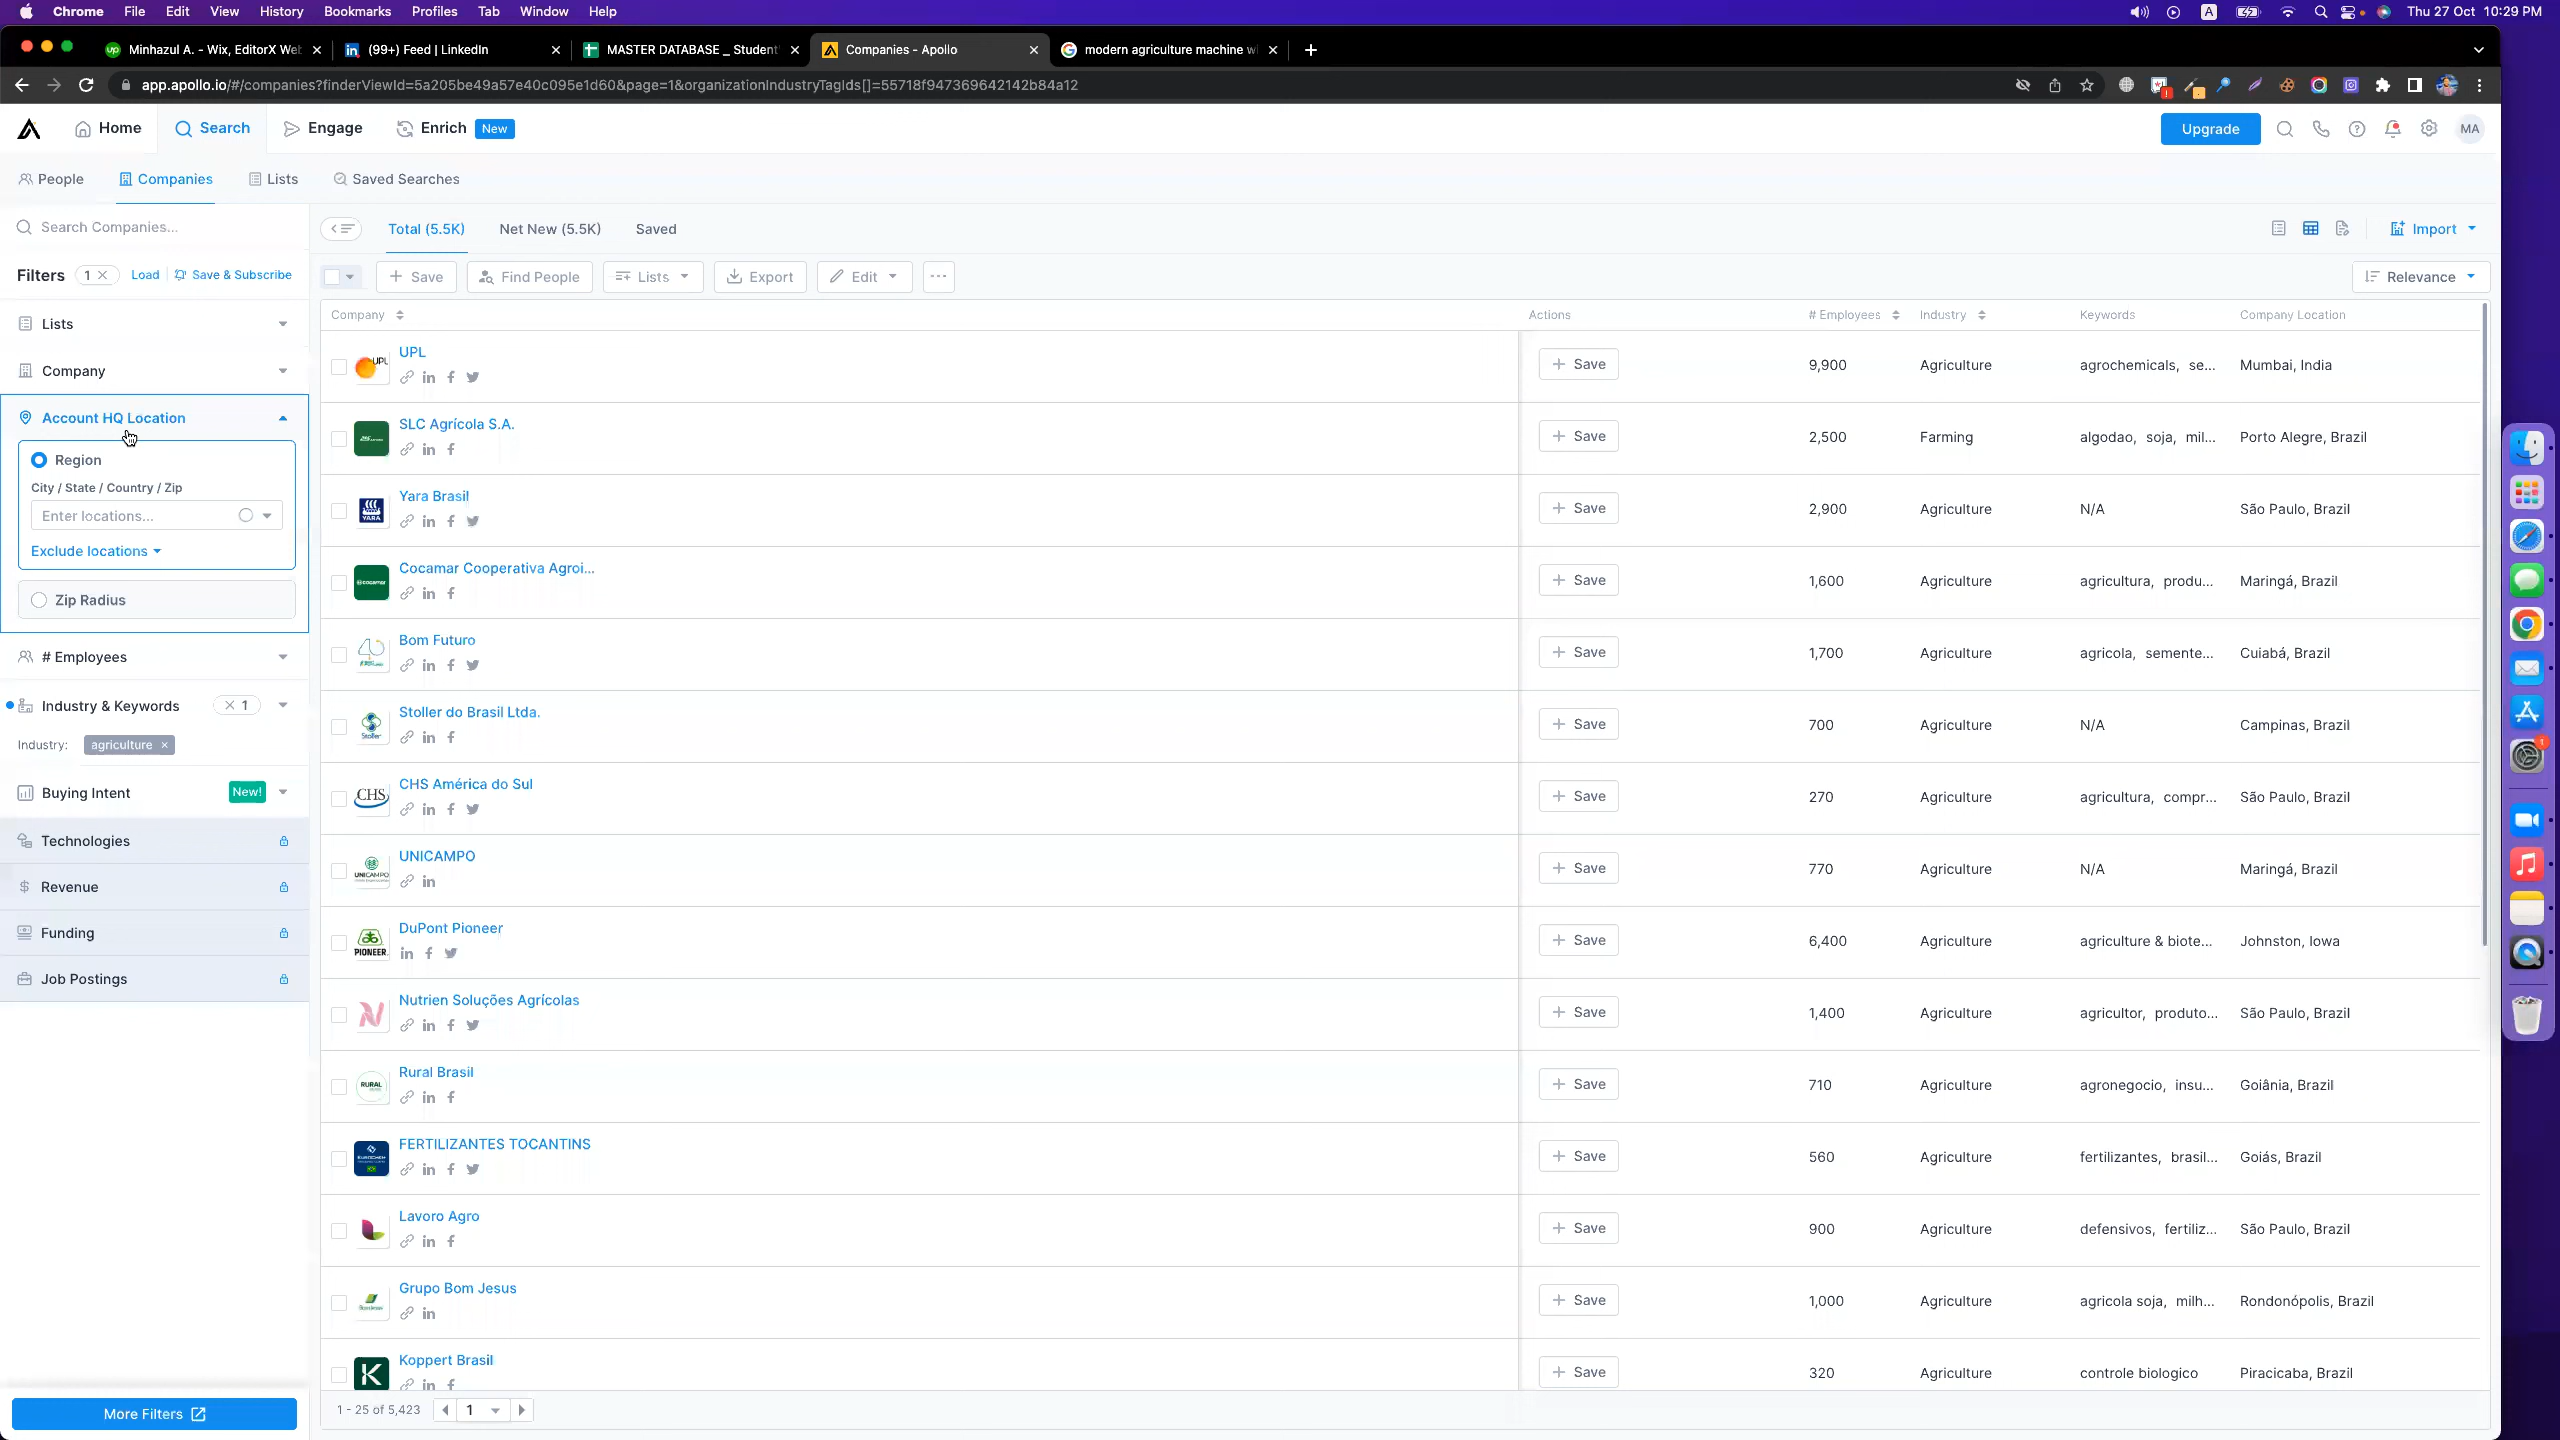 Chrome File Edit View History Bookmarks Profiles Tab Window Help A Thu 27 Oct 10:29 PM
up Minhazul A. - Wix, EditorX Web in (99+) Feed | LinkedIn MASTER DATABASE _ Student' Companies - Apollo modern agriculture machine wi
app.apollo.io/#/companies?finderViewId=5a205be49a57e40c095e1d60&page=1&organizationIndustryTagIds[]=55718f947369642142b84a12
Home Search Engage Enrich New Upgrade MA
People Companies Lists Saved Searches
Search Companies... Total (5.5K) Net New (5.5K) Saved Import
Filters 1 Load Save & Subscribe Save Find People Lists Export Edit Relevance
Company Actions # Employees Industry Keywords Company Location
Lists
Company
Account HQ Location
Region
City / State / Country / Zip
Enter locations...
Exclude locations
Zip Radius
# Employees
Industry & Keywords 1
Industry: agriculture
Buying Intent New!
Technologies
Revenue
Funding
Job Postings
More Filters
UPL Save 9,900 Agriculture agrochemicals, se... Mumbai, India
SLC Agrícola S.A. Save 2,500 Farming algodao, soja, mil... Porto Alegre, Brazil
YARA Yara Brasil Save 2,900 Agriculture N/A São Paulo, Brazil
Cocamar Cooperativa Agroi... Save 1,600 Agriculture agricultura, produ... Maringá, Brazil
Bom Futuro Save 1,700 Agriculture agricola, semente... Cuiabá, Brazil
Stoller Stoller do Brasil Ltda. Save 700 Agriculture N/A Campinas, Brazil
CHS CHS América do Sul Save 270 Agriculture agricultura, compr... São Paulo, Brazil
UNICAMPO UNICAMPO Save 770 Agriculture N/A Maringá, Brazil
PIONEER DuPont Pioneer Save 6,400 Agriculture agriculture & biote... Johnston, Iowa
Nutrien Soluções Agrícolas Save 1,400 Agriculture agricultor, produto... São Paulo, Brazil
RURAL Rural Brasil Save 710 Agriculture agronegocio, insu... Goiânia, Brazil
FERTILIZANTES TOCANTINS Save 560 Agriculture fertilizantes, brasil... Goiás, Brazil
Lavoro Agro Save 900 Agriculture defensivos, fertiliz... São Paulo, Brazil
Grupo Bom Jesus Save 1,000 Agriculture agricola soja, milh... Rondonópolis, Brazil
K Koppert Brasil Save 320 Agriculture controle biologico Piracicaba, Brazil
1 - 25 of 5,423 1